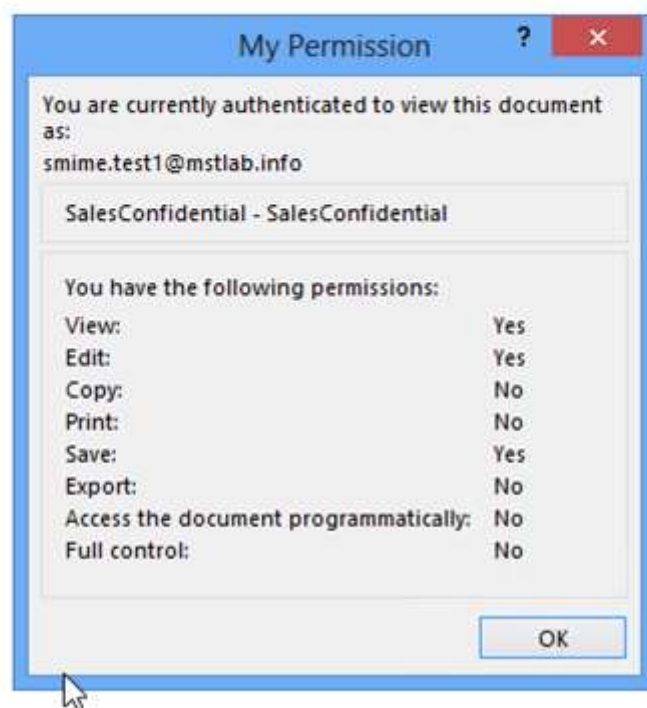 My Permission
?
You are currently authenticated to view this document
as:
smime.test1@mstlab.info
SalesConfidential - SalesConfidential
You have the following permissions:
View: Yes
Edit: Yes
Copy: No
Print: No
Save: Yes
Export: No
Access the document programmatically: No
Full control: No
OK